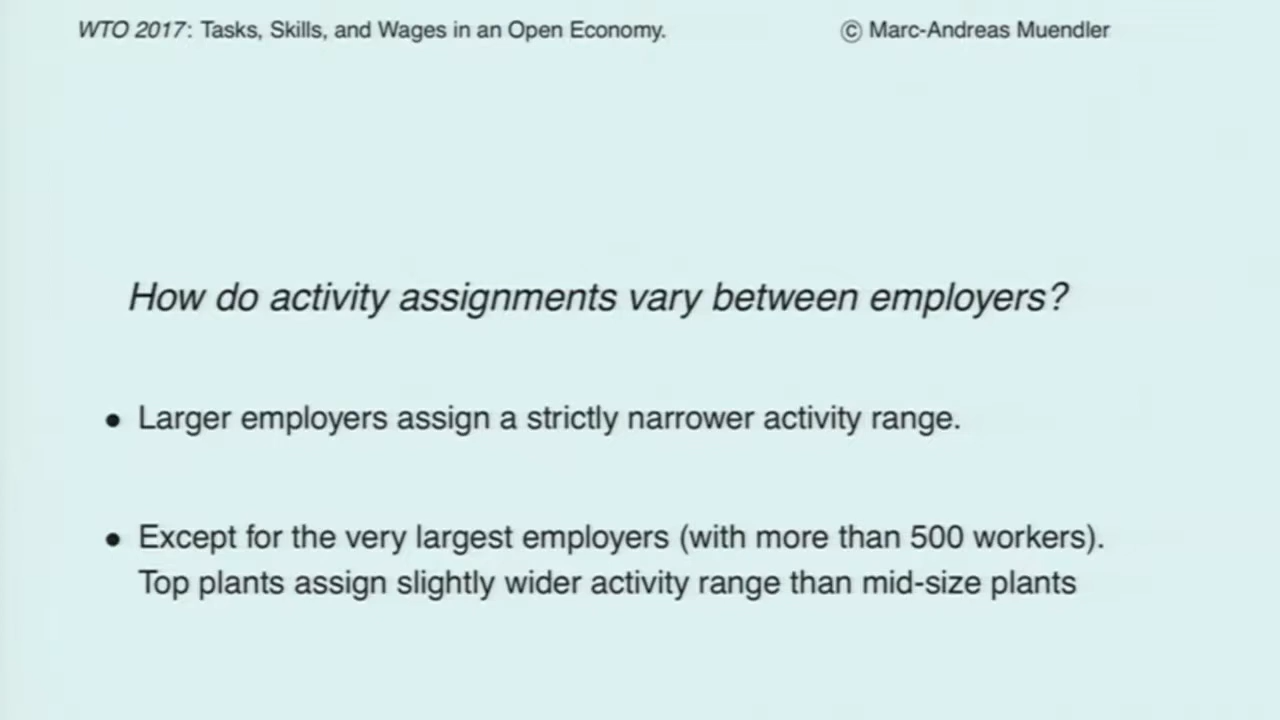 WTO 2017: Tasks, Skills, and Wages in an Open Economy. © Marc-Andreas Muendler
How do activity assignments vary between employers?
• Larger employers assign a strictly narrower activity range.
• Except for the very largest employers (with more than 500 workers).
Top plants assign slightly wider activity range than mid-size plants